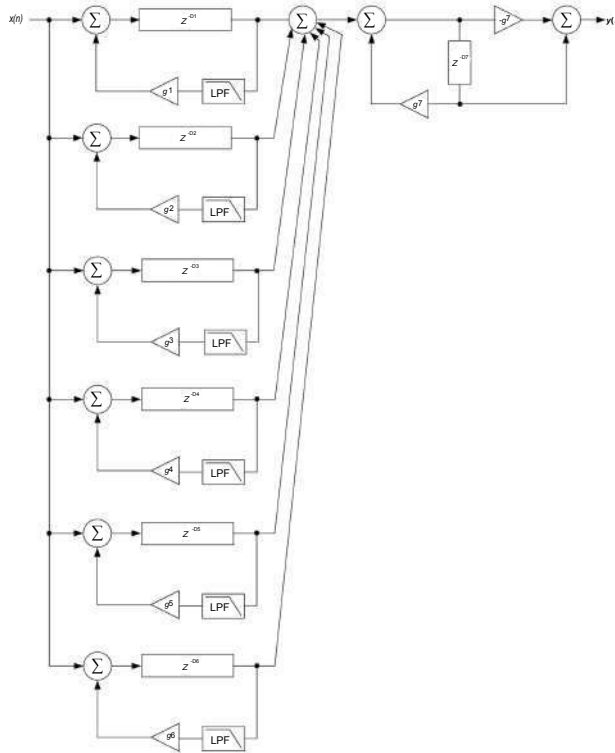 x(n) Σ z^-D1 Σ Σ -g7 Σ y(
z^-D7
g1 LPF g7
Σ z^-D2
g2 LPF
Σ z^-D3
g3 LPF
Σ z^-D4
g4 LPF
Σ z^-D5
g5 LPF
Σ z^-D6
g6 LPF